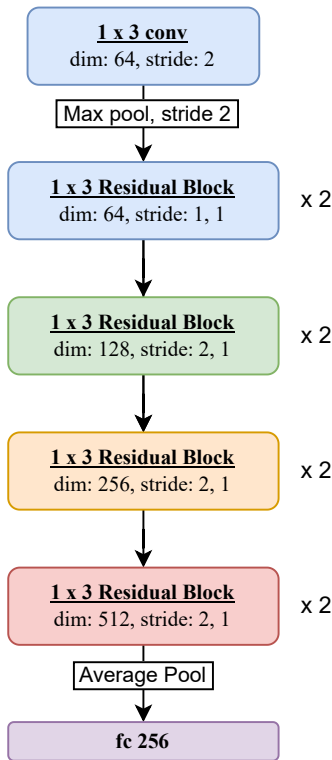 1 x 3 conv
dim: 64, stride: 2
Max pool, stride 2
1 x 3 Residual Block
dim: 64, stride: 1, 1
x 2
1 x 3 Residual Block
dim: 128, stride: 2, 1
x 2
1 x 3 Residual Block
dim: 256, stride: 2, 1
x 2
1 x 3 Residual Block
dim: 512, stride: 2, 1
x 2
Average Pool
fc 256